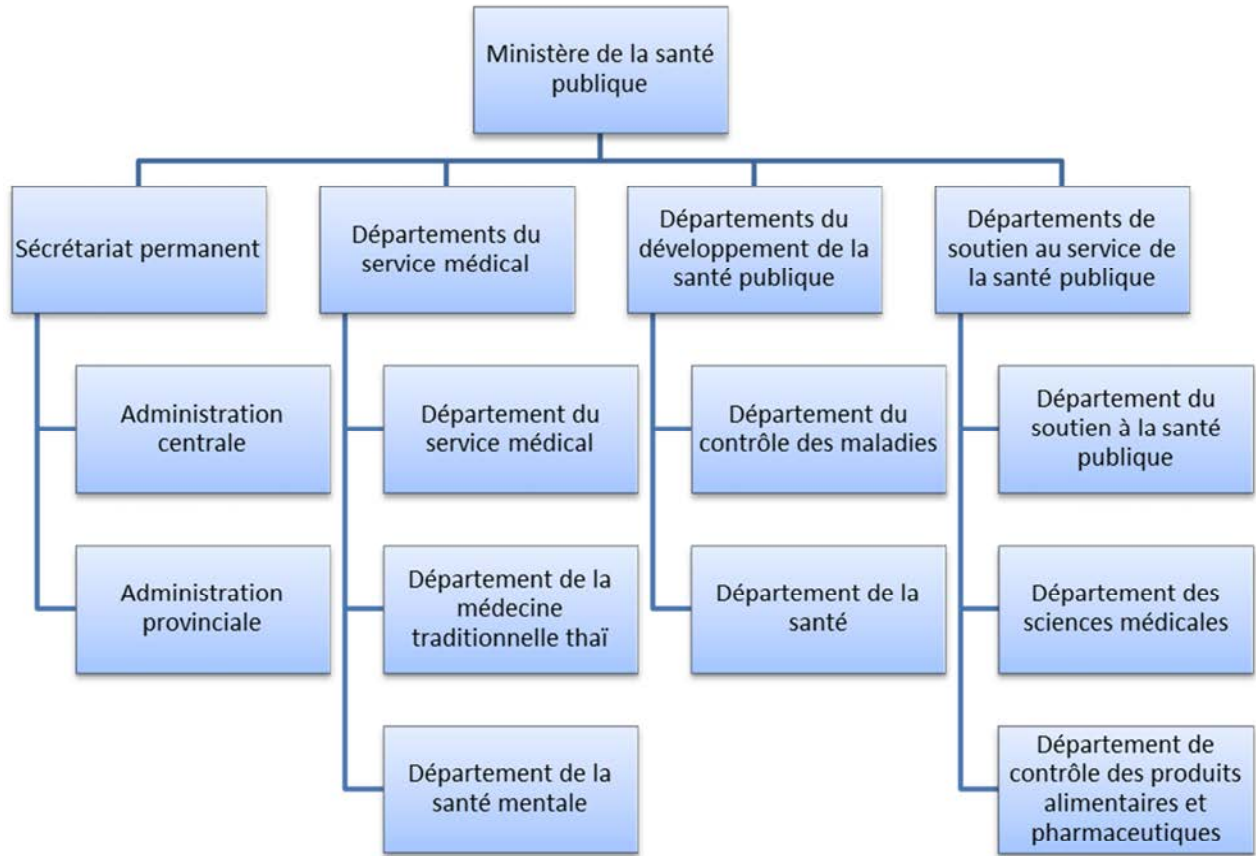 Ministère de la santé
publique
Sécrétariat permanent
Départements du
service médical
Départements du
développement de la
santé publique
Départements de
soutien au service de
la santé publique
Administration
centrale
Département du
service médical
Département du
contrôle des maladies
Département du
soutien à la santé
publique
Administration
provinciale
Département de la
médecine
traditionnelle thaï
Département de la
santé
Département des
sciences médicales
Département de la
santé mentale
Département de
contrôle des produits
alimentaires et
pharmaceutiques